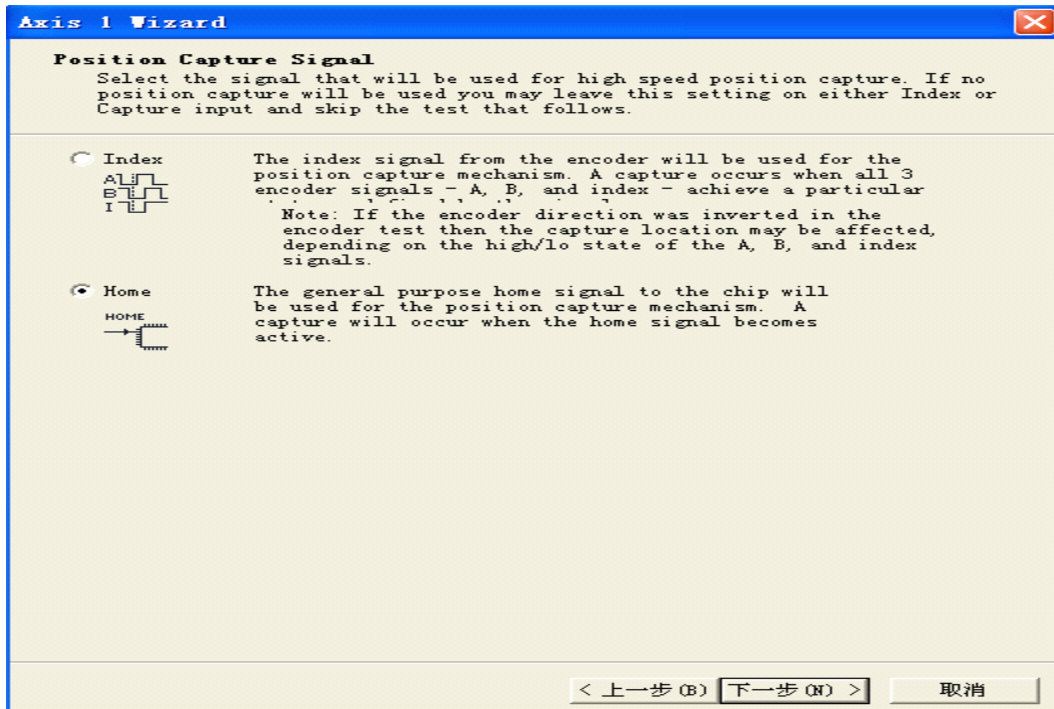 Axis 1 Wizard
Position Capture Signal
Select the signal that will be used for high speed position capture. If no
position capture will be used you may leave this setting on either Index or
Capture input and skip the test that follows.
Index
A
B
I
The index signal from the encoder will be used for the
position capture mechanism. A capture occurs when all 3
encoder signals - A, B, and index - achieve a particular
Note: If the encoder direction was inverted in the
encoder test then the capture location may be affected,
depending on the high/lo state of the A, B, and index
signals.
Home
HOME
The general purpose home signal to the chip will
be used for the position capture mechanism.  A
capture will occur when the home signal becomes
active.
< 上一步(B)
下一步(N) >
取消